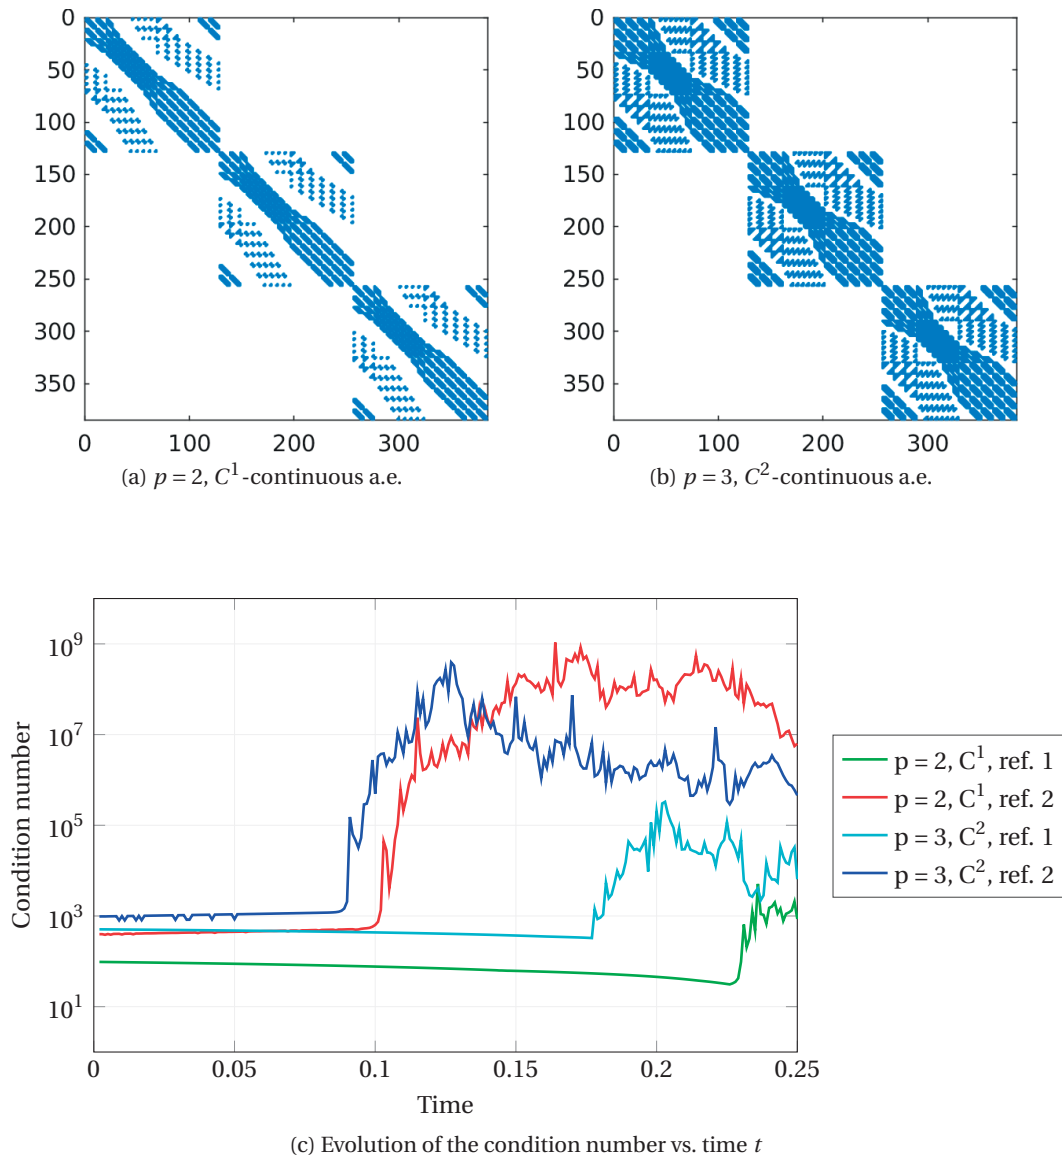 0
50
100
150
200
250
300
350
0 100 200 300
(a) p = 2, C¹-continuous a.e.
0
50
100
150
200
250
300
350
0 100 200 300
(b) p = 3, C²-continuous a.e.
Condition number
10⁹
10⁷
10⁵
10³
10¹
0 0.05 0.1 0.15 0.2 0.25
Time
p = 2, C¹, ref. 1
p = 2, C¹, ref. 2
p = 3, C², ref. 1
p = 3, C², ref. 2
(c) Evolution of the condition number vs. time t